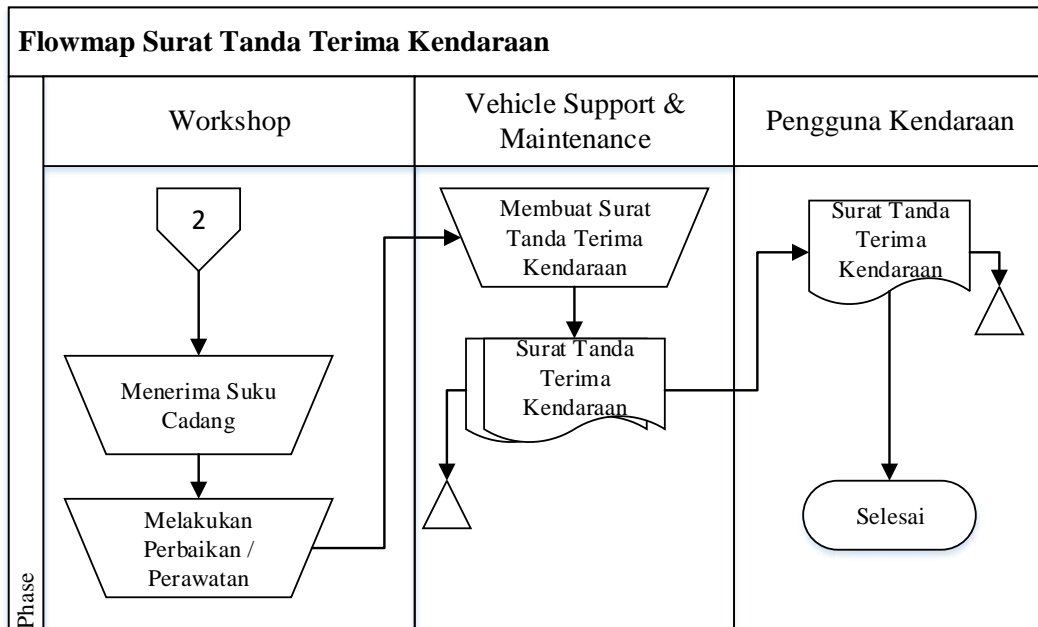 Flowmap Surat Tanda Terima Kendaraan
Workshop
Vehicle Support &
Maintenance
Pengguna Kendaraan
2
Menerima Suku
Cadang
Melakukan
Perbaikan /
Perawatan
Membuat Surat
Tanda Terima
Kendaraan
Surat Tanda
Terima
Kendaraan
Surat Tanda
Terima
Kendaraan
Selesai
Phase